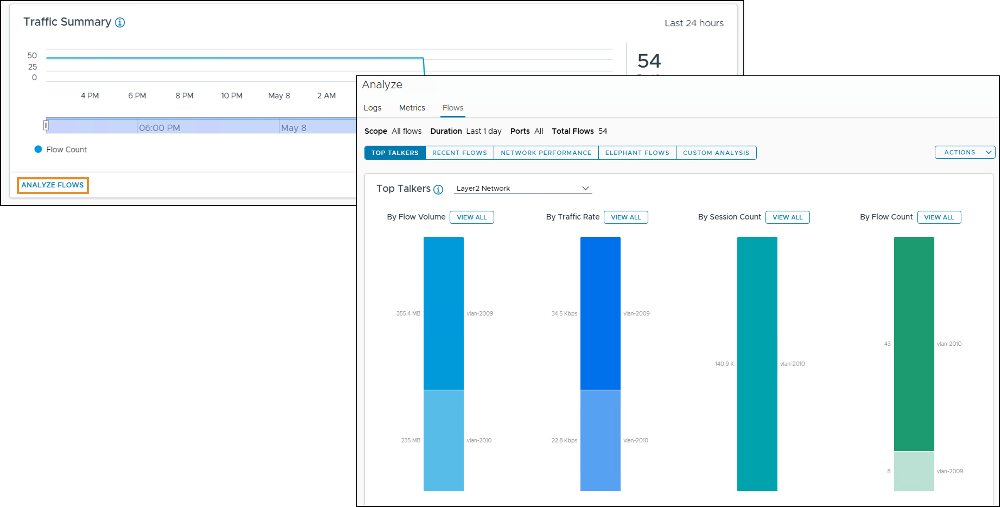 Traffic Summary
Last 24 hours
50
25
0
54
4 PM 6 PM 8 PM 10 PM May 8 2 AM
06:00 PM May 8
Flow Count
ANALYZE FLOWS
Analyze
Logs Metrics Flows
Scope All flows Duration Last 1 day Ports All Total Flows 54
TOP TALKERS RECENT FLOWS NETWORK PERFORMANCE ELEPHANT FLOWS CUSTOM ANALYSIS ACTIONS
Top Talkers Layer2 Network
By Flow Volume VIEW ALL By Traffic Rate VIEW ALL By Session Count VIEW ALL By Flow Count VIEW ALL
355.4 MB vlan-2009 34.5 Kbps vlan-2009
43 vlan-2010
140.9 K vlan-2010
235 MB vlan-2010 22.8 Kbps vlan-2010
8 vlan-2009